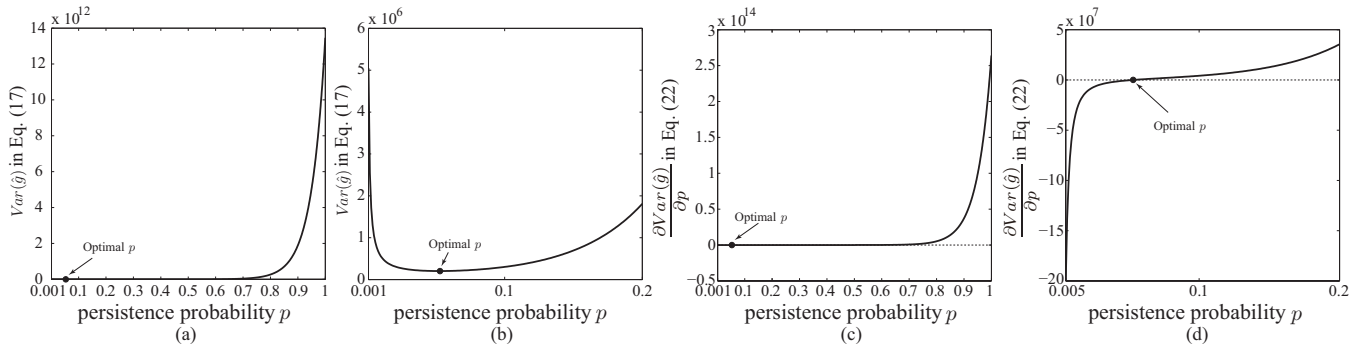 x 10^12
14
12
10
8
6
4
2
0
Var(ĝ) in Eq. (17)
Optimal p
0.001 0.1 0.2 0.3 0.4 0.5 0.6 0.7 0.8 0.9 1
persistence probability p
(a)
x 10^6
6
5
4
3
2
1
0
Var(ĝ) in Eq. (17)
Optimal p
0.001 0.1 0.2
persistence probability p
(b)
x 10^14
3
2.5
2
1.5
1
0.5
0
−0.5
∂Var(ĝ)/∂p in Eq. (22)
Optimal p
0.001 0.1 0.2 0.3 0.4 0.5 0.6 0.7 0.8 0.9 1
persistence probability p
(c)
x 10^7
5
0
−5
−10
−15
−20
∂Var(ĝ)/∂p in Eq. (22)
Optimal p
0.005 0.1 0.2
persistence probability p
(d)